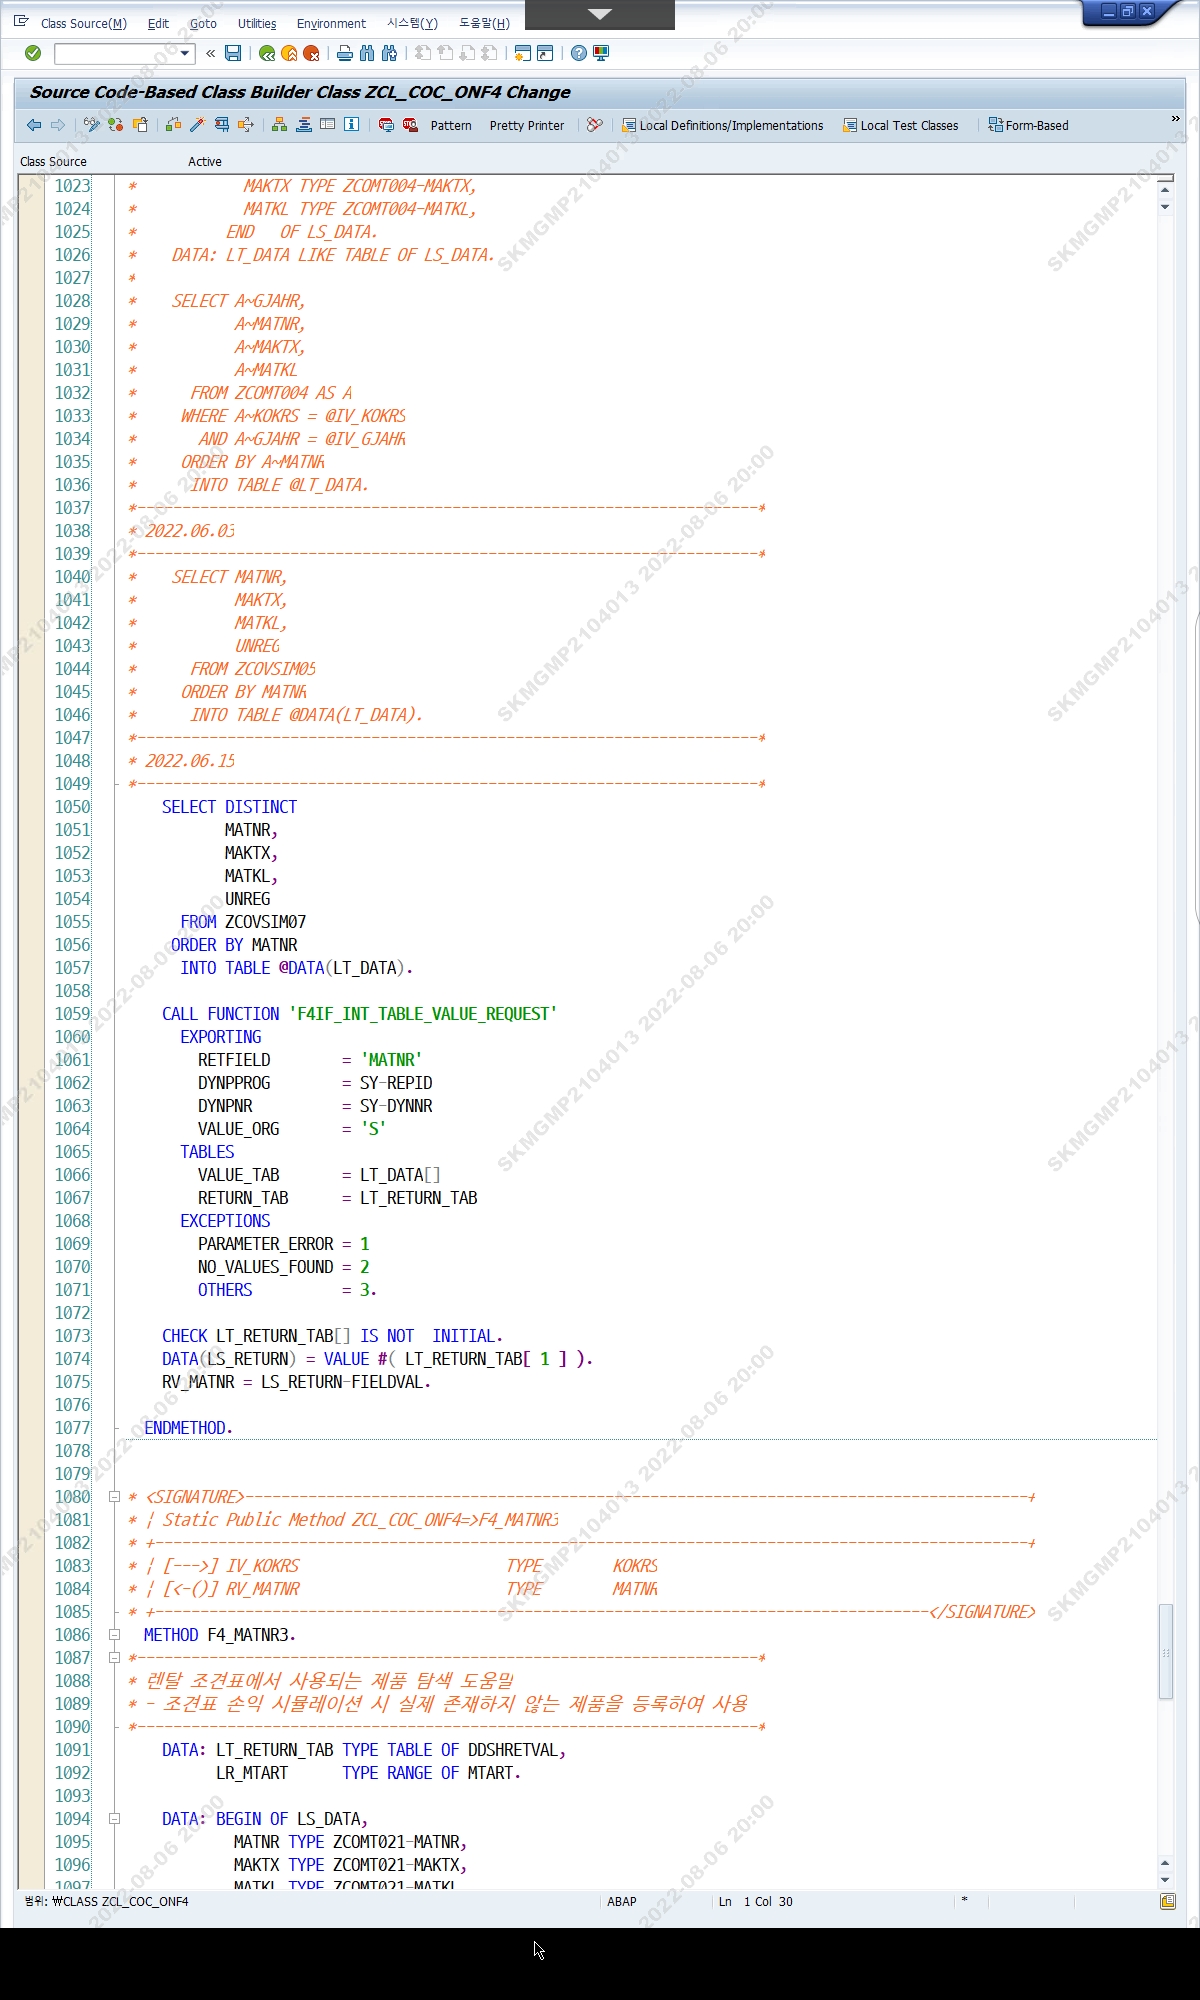 Class Source(M) Edit Goto Utilities Environment 시스템(Y) 도움말(H)
Source Code-Based Class Builder Class ZCL_COC_ONF4 Change
Pattern Pretty Printer Local Definitions/Implementations Local Test Classes Form-Based
Class Source Active
1023 * MAKTX TYPE ZCOMT004-MAKTX,
1024 * MATKL TYPE ZCOMT004-MATKL,
1025 * END OF LS_DATA.
1026 * DATA: LT_DATA LIKE TABLE OF LS_DATA.
1027 *
1028 * SELECT A~GJAHR,
1029 * A~MATNR,
1030 * A~MAKTX,
1031 * A~MATKL
1032 * FROM ZCOMT004 AS A
1033 * WHERE A~KOKRS = @IV_KOKRS
1034 * AND A~GJAHR = @IV_GJAHR
1035 * ORDER BY A~MATNR
1036 * INTO TABLE @LT_DATA.
1037 *---------------------------------------------------------------------*
1038 * 2022.06.03
1039 *---------------------------------------------------------------------*
1040 * SELECT MATNR,
1041 * MAKTX,
1042 * MATKL,
1043 * UNREG
1044 * FROM ZCOVSIM05
1045 * ORDER BY MATNR
1046 * INTO TABLE @DATA(LT_DATA).
1047 *---------------------------------------------------------------------*
1048 * 2022.06.15
1049 *---------------------------------------------------------------------*
1050 SELECT DISTINCT
1051 MATNR,
1052 MAKTX,
1053 MATKL,
1054 UNREG
1055 FROM ZCOVSIM07
1056 ORDER BY MATNR
1057 INTO TABLE @DATA(LT_DATA).
1058
1059 CALL FUNCTION 'F4IF_INT_TABLE_VALUE_REQUEST'
1060 EXPORTING
1061 RETFIELD = 'MATNR'
1062 DYNPPROG = SY-REPID
1063 DYNPNR = SY-DYNNR
1064 VALUE_ORG = 'S'
1065 TABLES
1066 VALUE_TAB = LT_DATA[]
1067 RETURN_TAB = LT_RETURN_TAB
1068 EXCEPTIONS
1069 PARAMETER_ERROR = 1
1070 NO_VALUES_FOUND = 2
1071 OTHERS = 3.
1072
1073 CHECK LT_RETURN_TAB[] IS NOT INITIAL.
1074 DATA(LS_RETURN) = VALUE #( LT_RETURN_TAB[ 1 ] ).
1075 RV_MATNR = LS_RETURN-FIELDVAL.
1076
1077 ENDMETHOD.
1078
1079
1080 * <SIGNATURE>---------------------------------------------------------------------------------------+
1081 * | Static Public Method ZCL_COC_ONF4=>F4_MATNR3
1082 * +-------------------------------------------------------------------------------------------------+
1083 * | [--->] IV_KOKRS TYPE KOKRS
1084 * | [<-()] RV_MATNR TYPE MATNR
1085 * +--------------------------------------------------------------------------------------</SIGNATURE>
1086 METHOD F4_MATNR3.
1087 *---------------------------------------------------------------------*
1088 * 렌탈 조견표에서 사용되는 제품 탐색 도움말
1089 * - 조견표 손익 시뮬레이션 시 실제 존재하지 않는 제품을 등록하여 사용
1090 *---------------------------------------------------------------------*
1091 DATA: LT_RETURN_TAB TYPE TABLE OF DDSHRETVAL,
1092 LR_MTART TYPE RANGE OF MTART.
1093
1094 DATA: BEGIN OF LS_DATA,
1095 MATNR TYPE ZCOMT021-MATNR,
1096 MAKTX TYPE ZCOMT021-MAKTX,
1097 MATKL TYPE ZCOMT021-MATKL
범위: ₩CLASS ZCL_COC_ONF4 ABAP Ln 1 Col 30 *
SKMGMP2104013 2022-08-06 20:00